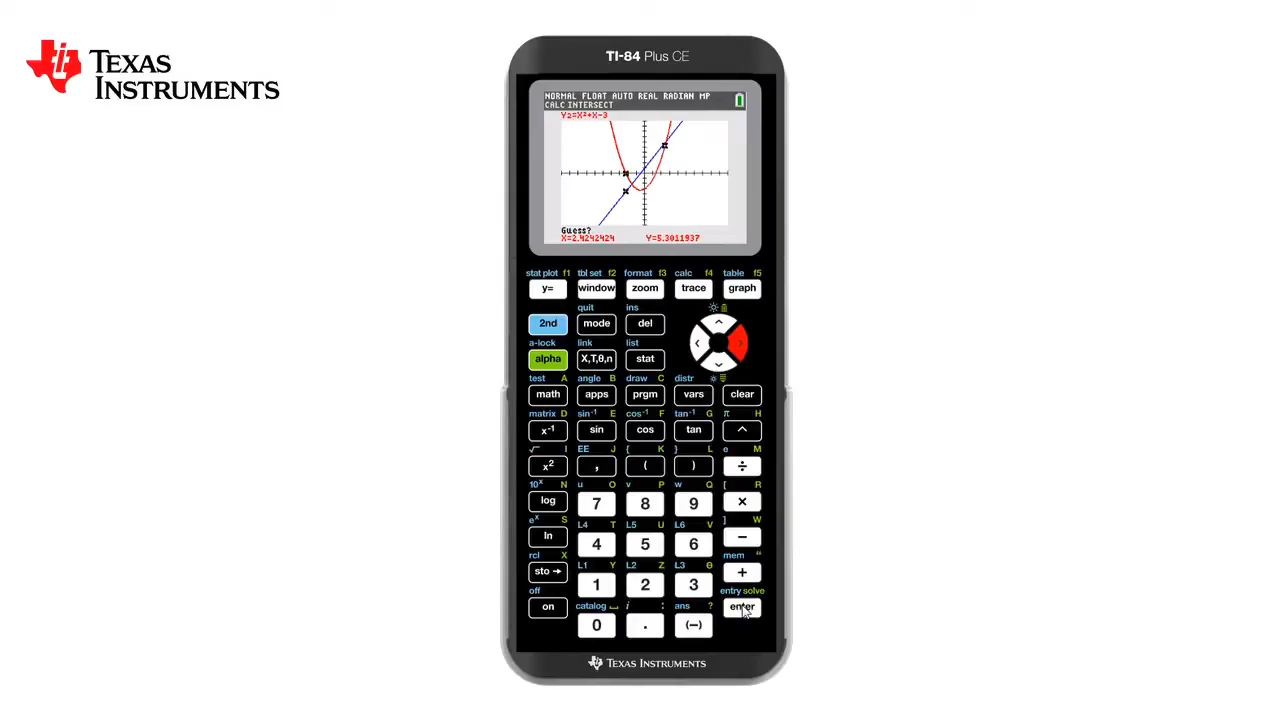 TEXAS
INSTRUMENTS
TI-84 Plus CE
NORMAL FLOAT AUTO REAL RADIAN MP
CALC INTERSECT
Y2=X²+X-3
Guess?
X=2.4242424 Y=5.3011937
stat plot f1 tbl set f2 format f3 calc f4 table f5
y= window zoom trace graph
quit ins
2nd mode del
a-lock link list
alpha X,T,θ,n stat
test A angle B draw C distr
math apps prgm vars clear
matrix D sin⁻¹ E cos⁻¹ F tan⁻¹ G π H
x⁻¹ sin cos tan ^
√ I EE J { K } L e M
x² , ( ) ÷
10ˣ N u O v P w Q [ R
log 7 8 9 ×
eˣ S L4 T L5 U L6 V ] W
ln 4 5 6 −
rcl X L1 Y L2 Z L3 θ mem “
sto → 1 2 3 +
off catalog ⎵ i : ans ? entry solve
on 0 . (−) enter
TEXAS INSTRUMENTS